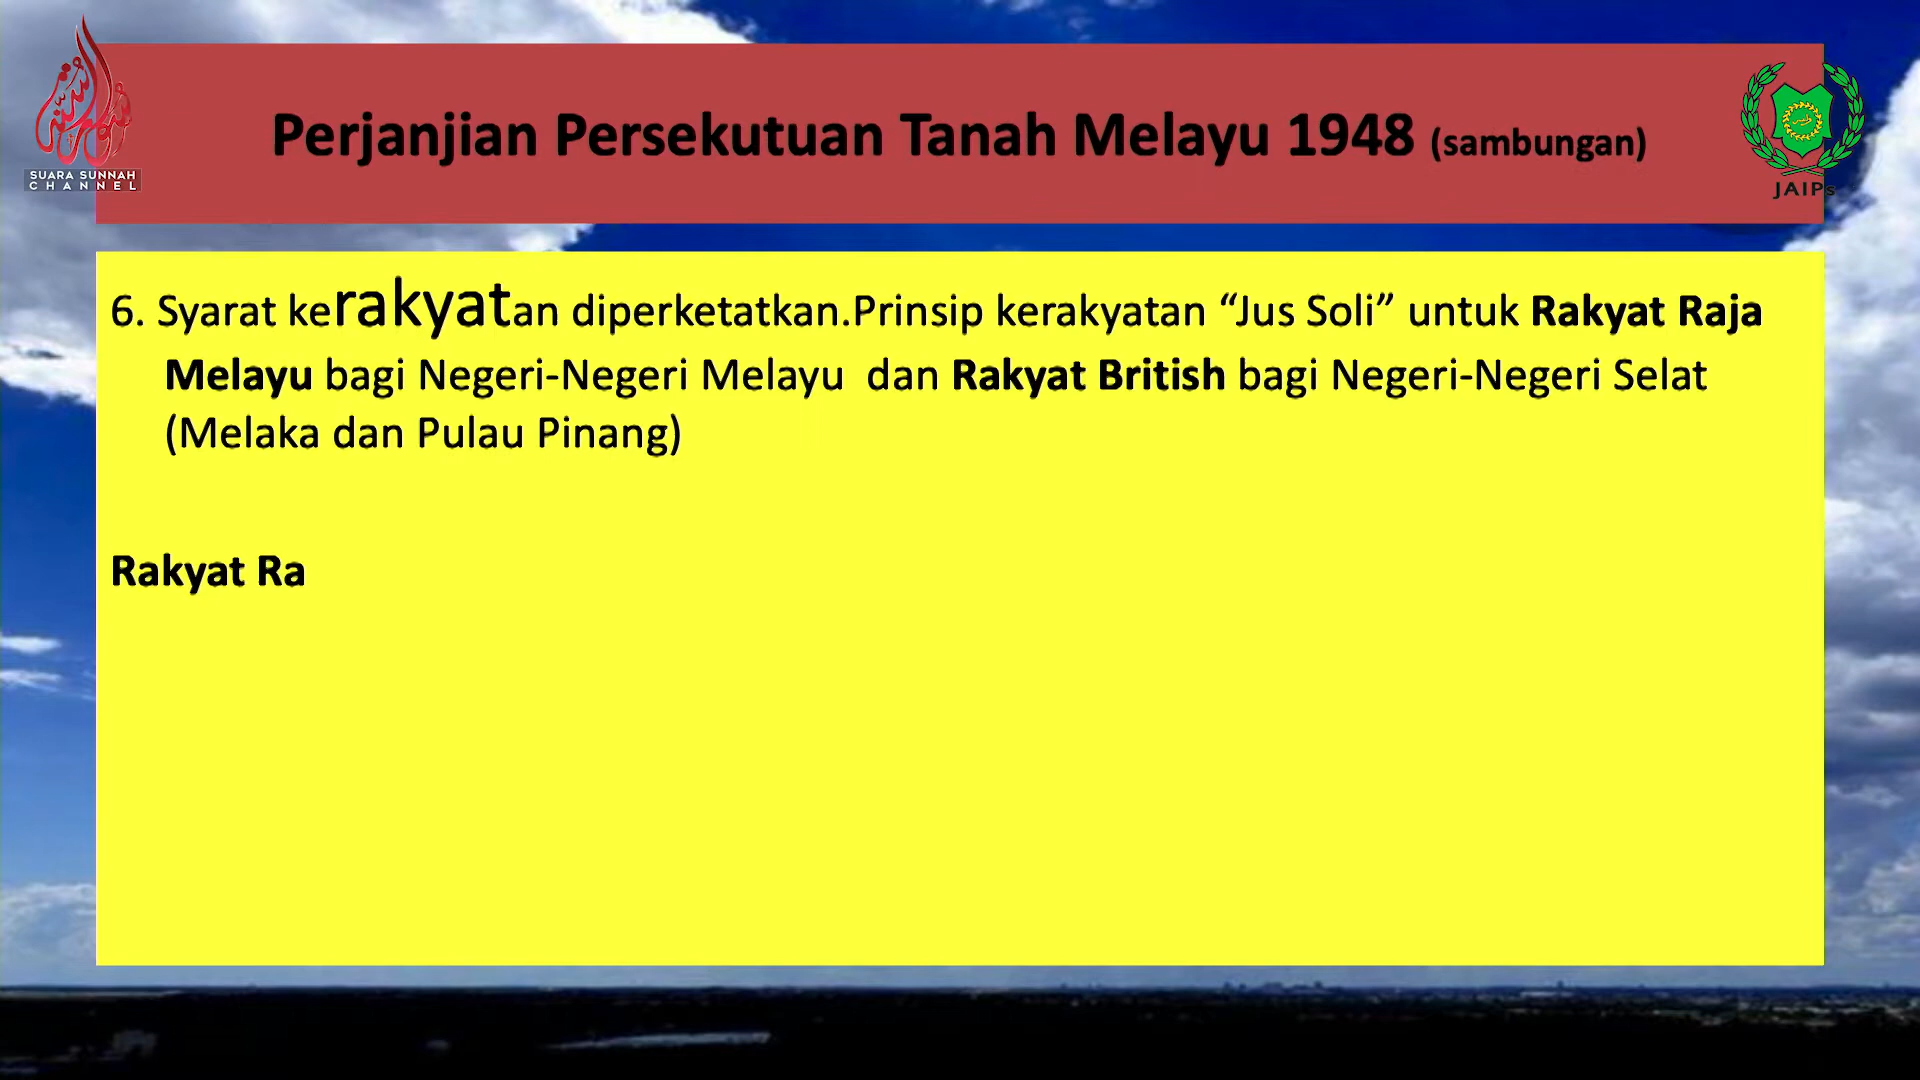 Perjanjian Persekutuan Tanah Melayu 1948 (sambungan)
SUARA SUNNAH
CHANNEL
JAIPs
6. Syarat kerakyatan diperketatkan.Prinsip kerakyatan “Jus Soli” untuk Rakyat Raja
Melayu bagi Negeri-Negeri Melayu dan Rakyat British bagi Negeri-Negeri Selat
(Melaka dan Pulau Pinang)
Rakyat Ra